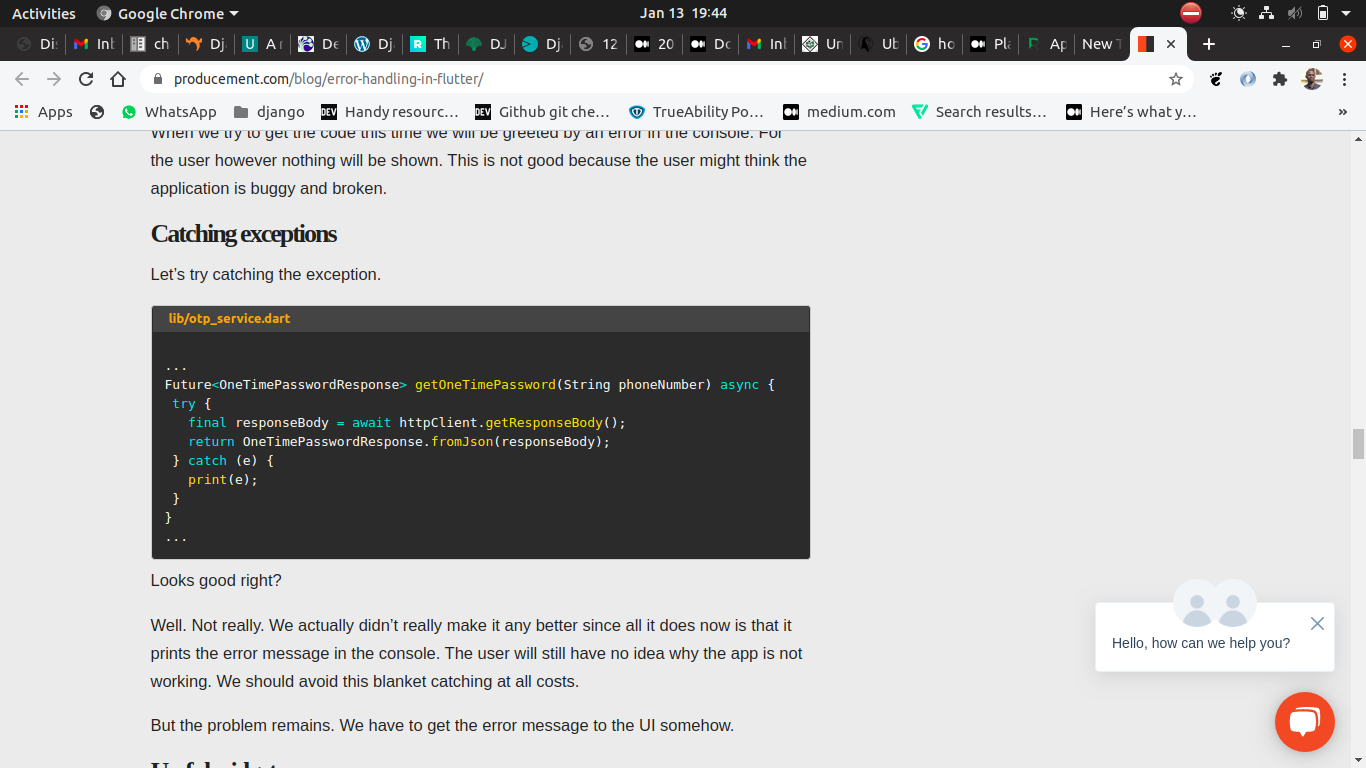 Activities Google Chrome Jan 13 19:44
Di Int ch Dj A r De Dj Th DJ Dj 12 20 Dc Int Ur Ub ho Pl Ap New T
producement.com/blog/error-handling-in-flutter/
Apps WhatsApp django Handy resourc… Github git che… TrueAbility Po… medium.com Search results… Here's what y… »
When we try to get the code this time we will be greeted by an error in the console. For
the user however nothing will be shown. This is not good because the user might think the
application is buggy and broken.
Catching exceptions
Let's try catching the exception.
lib/otp_service.dart
...
Future<OneTimePasswordResponse> getOneTimePassword(String phoneNumber) async {
try {
final responseBody = await httpClient.getResponseBody();
return OneTimePasswordResponse.fromJson(responseBody);
} catch (e) {
print(e);
}
}
...
Looks good right?
Well. Not really. We actually didn't really make it any better since all it does now is that it
prints the error message in the console. The user will still have no idea why the app is not
working. We should avoid this blanket catching at all costs.
But the problem remains. We have to get the error message to the UI somehow.
Hello, how can we help you?